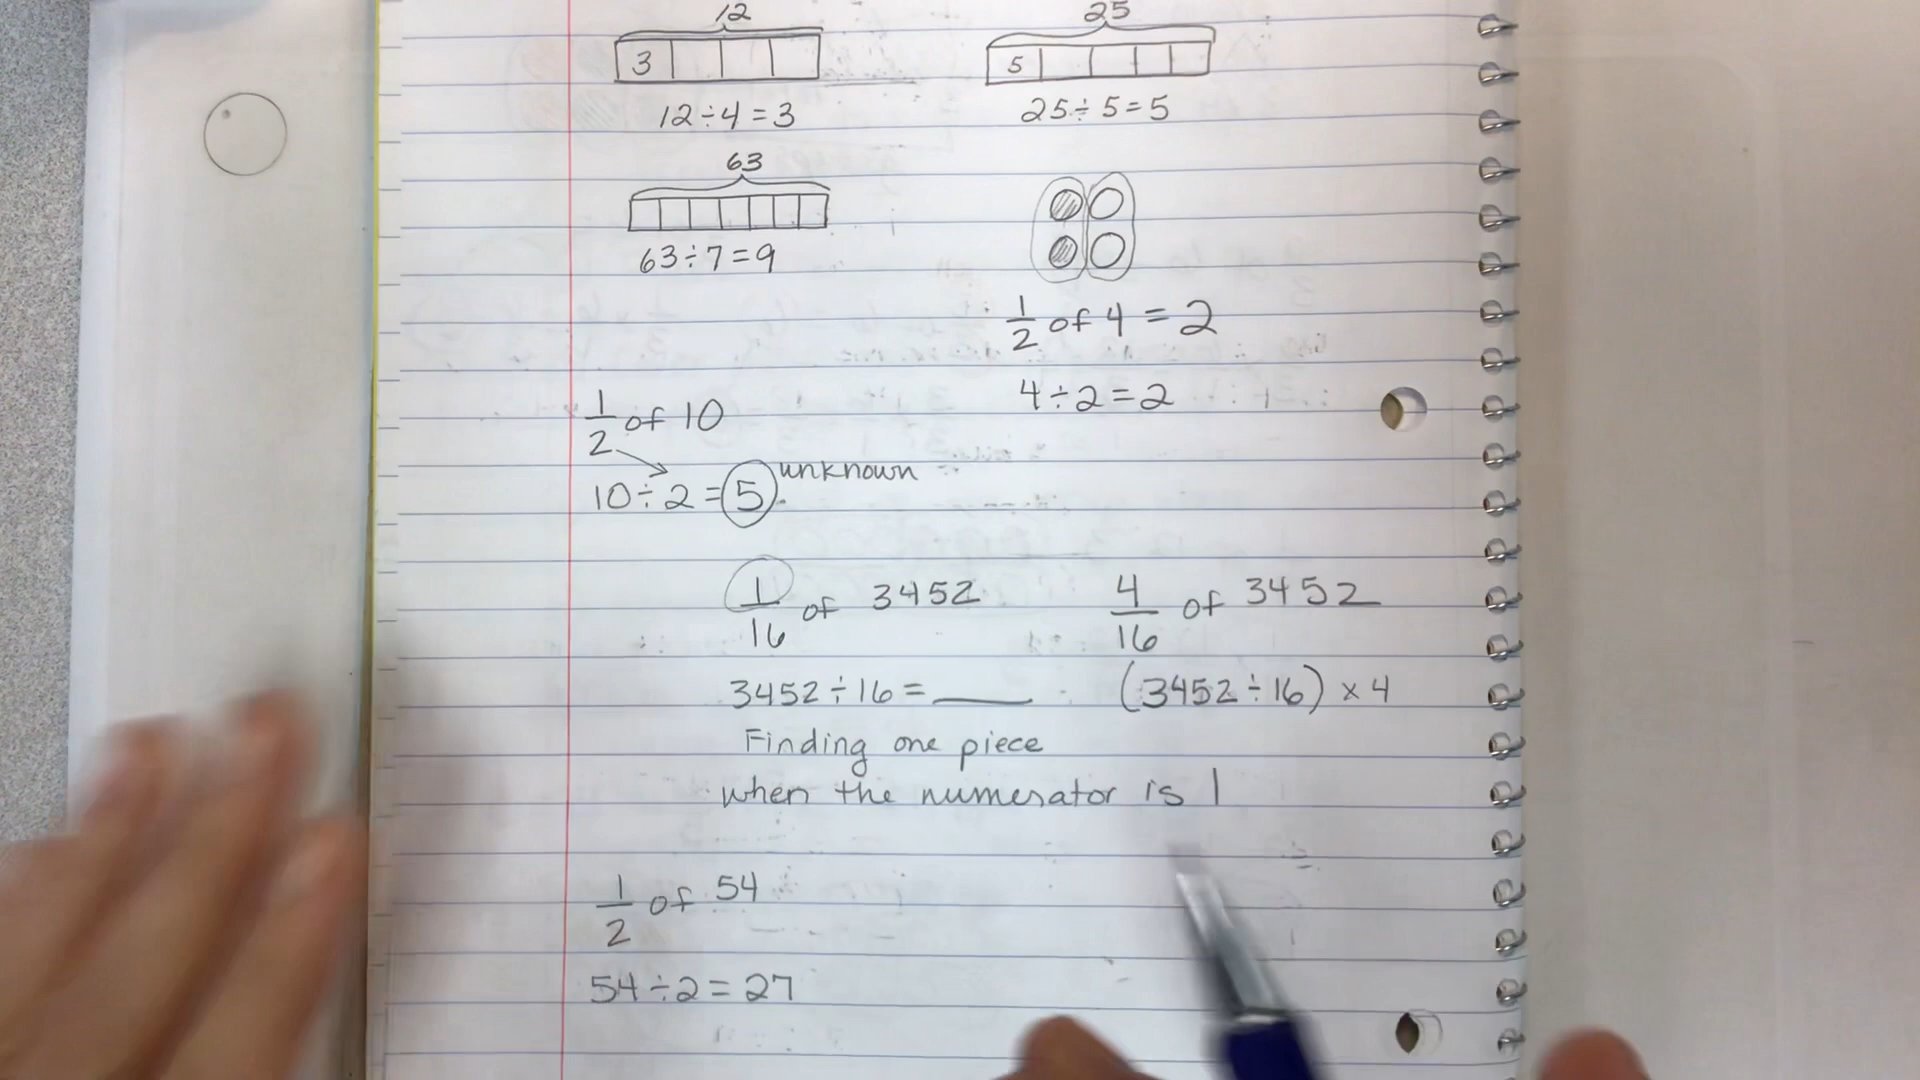 12
3
12÷4=3
25
5
25÷5=5
63
63÷7=9
1/2 of 4 = 2
4÷2=2
1/2 of 10
10÷2=5 unknown
1/16 of 3452
3452÷16=____
Finding one piece
when the numerator is 1
4/16 of 3452
(3452÷16) x 4
1/2 of 54
54÷2=27